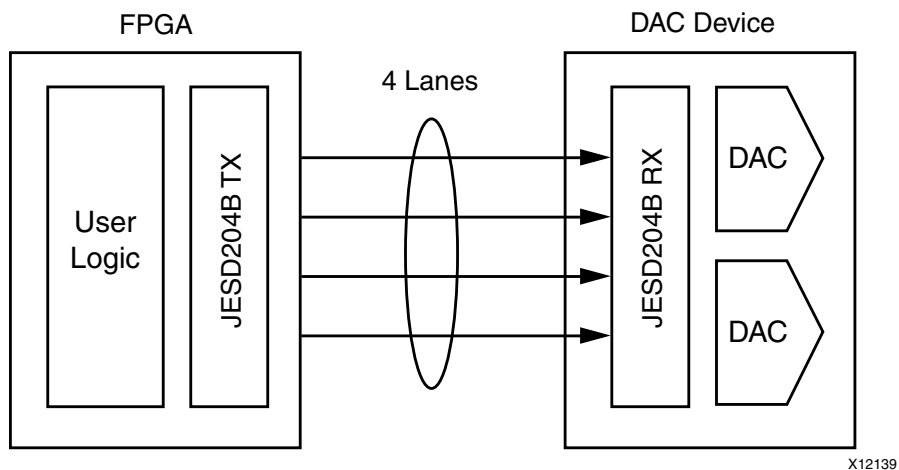 FPGA
DAC Device
4 Lanes
User
Logic
JESD204B TX
JESD204B RX
DAC
DAC
X12139